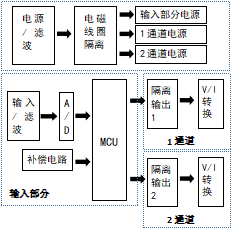 电源
/滤
波
电磁
线圈
隔离
输入部分电源
1通道电源
2通道电源
输入
/滤
波
A
/
D
补偿电路
MCU
输入部分
隔离
输出
1
V/I
转换
1通道
隔离
输出
2
V/I
转换
2通道